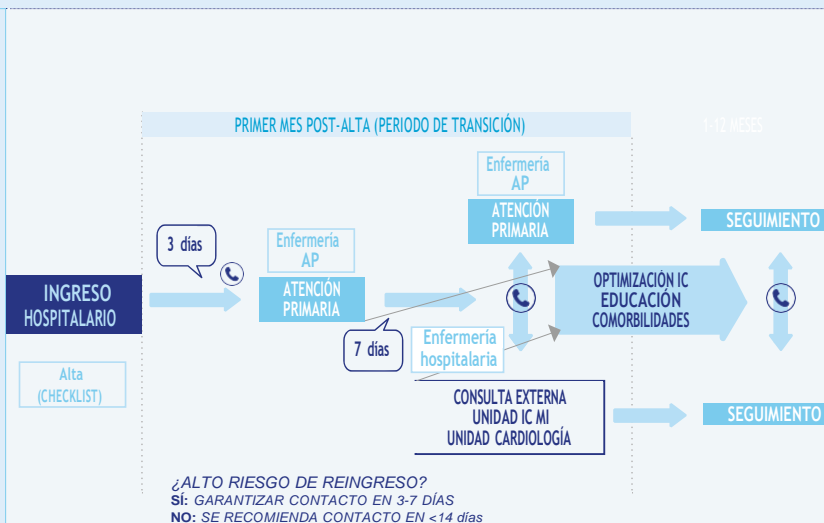 PRIMER MES POST-ALTA (PERIODO DE TRANSICIÓN)
1-12 MESES
Enfermería
AP
ATENCIÓN
PRIMARIA
SEGUIMIENTO
3 días
Enfermería
AP
ATENCIÓN
PRIMARIA
INGRESO
HOSPITALARIO
OPTIMIZACIÓN IC
EDUCACIÓN
COMORBILIDADES
7 días
Enfermería
hospitalaria
Alta
(CHECKLIST)
CONSULTA EXTERNA
UNIDAD IC MI
UNIDAD CARDIOLOGÍA
SEGUIMIENTO
¿ALTO RIESGO DE REINGRESO?
SÍ: GARANTIZAR CONTACTO EN 3-7 DÍAS
NO: SE RECOMIENDA CONTACTO EN <14 días